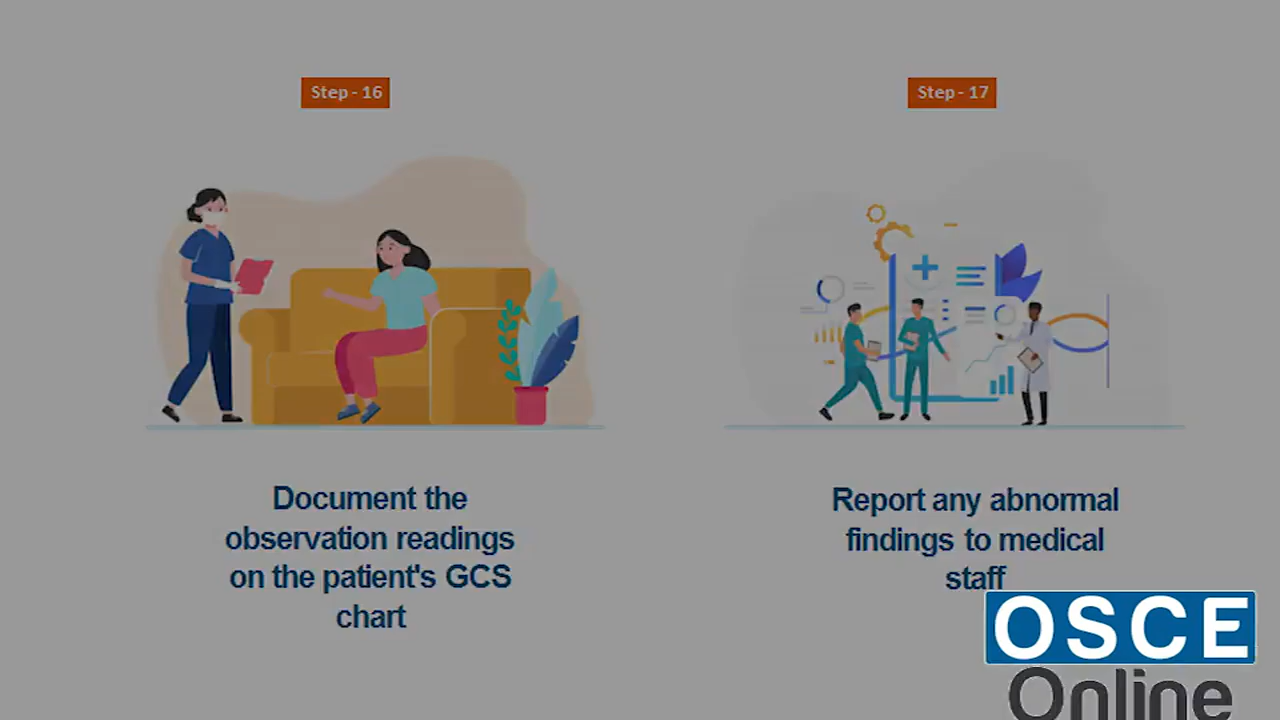 Step - 16
Document the
observation readings
on the patient's GCS
chart
Step - 17
Report any abnormal
findings to medical
staff
OSCE
Online